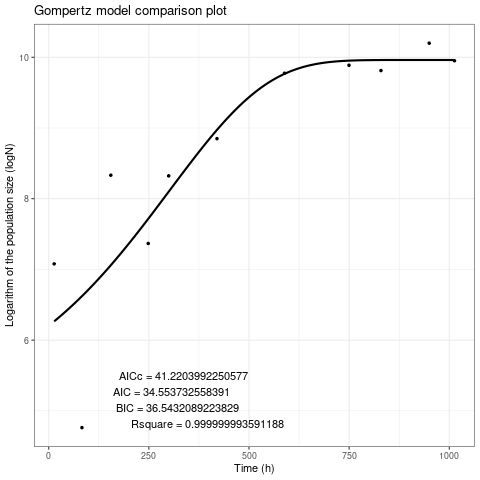 Gompertz model comparison plot
Logarithm of the population size (logN)
10
8
6
AICc = 41.2203992250577
AIC = 34.553732558391
BIC = 36.5432089223829
Rsquare = 0.999999993591188
0 250 500 750 1000
Time (h)